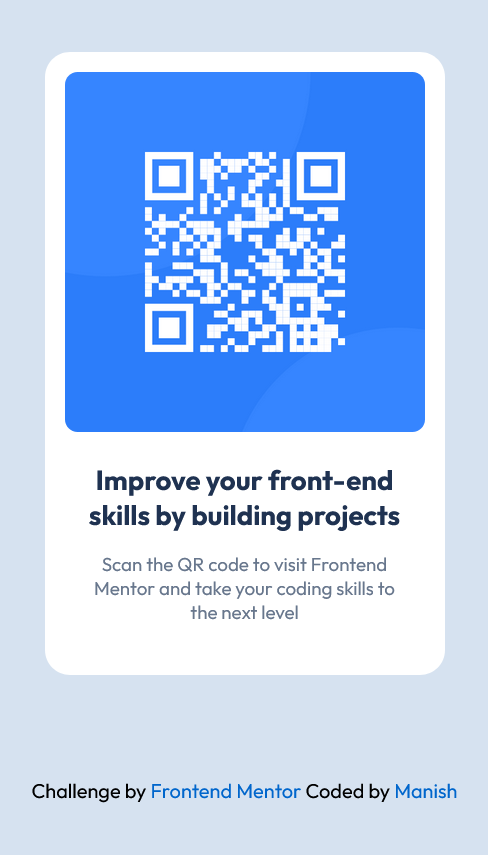 Improve your front-end
skills by building projects
Scan the QR code to visit Frontend
Mentor and take your coding skills to
the next level
Challenge by Frontend Mentor Coded by Manish